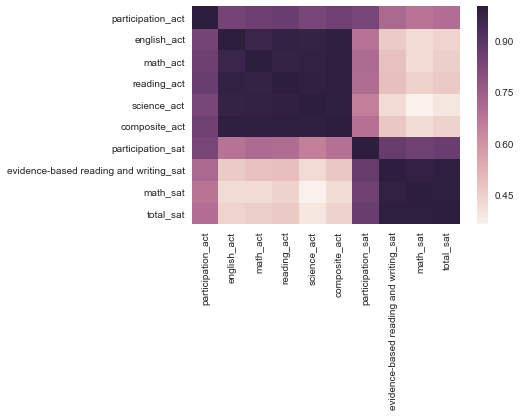 participation_act
english_act
math_act
reading_act
science_act
composite_act
participation_sat
evidence-based reading and writing_sat
math_sat
total_sat
0.90
0.75
0.60
0.45
participation_act
english_act
math_act
reading_act
science_act
composite_act
participation_sat
evidence-based reading and writing_sat
math_sat
total_sat